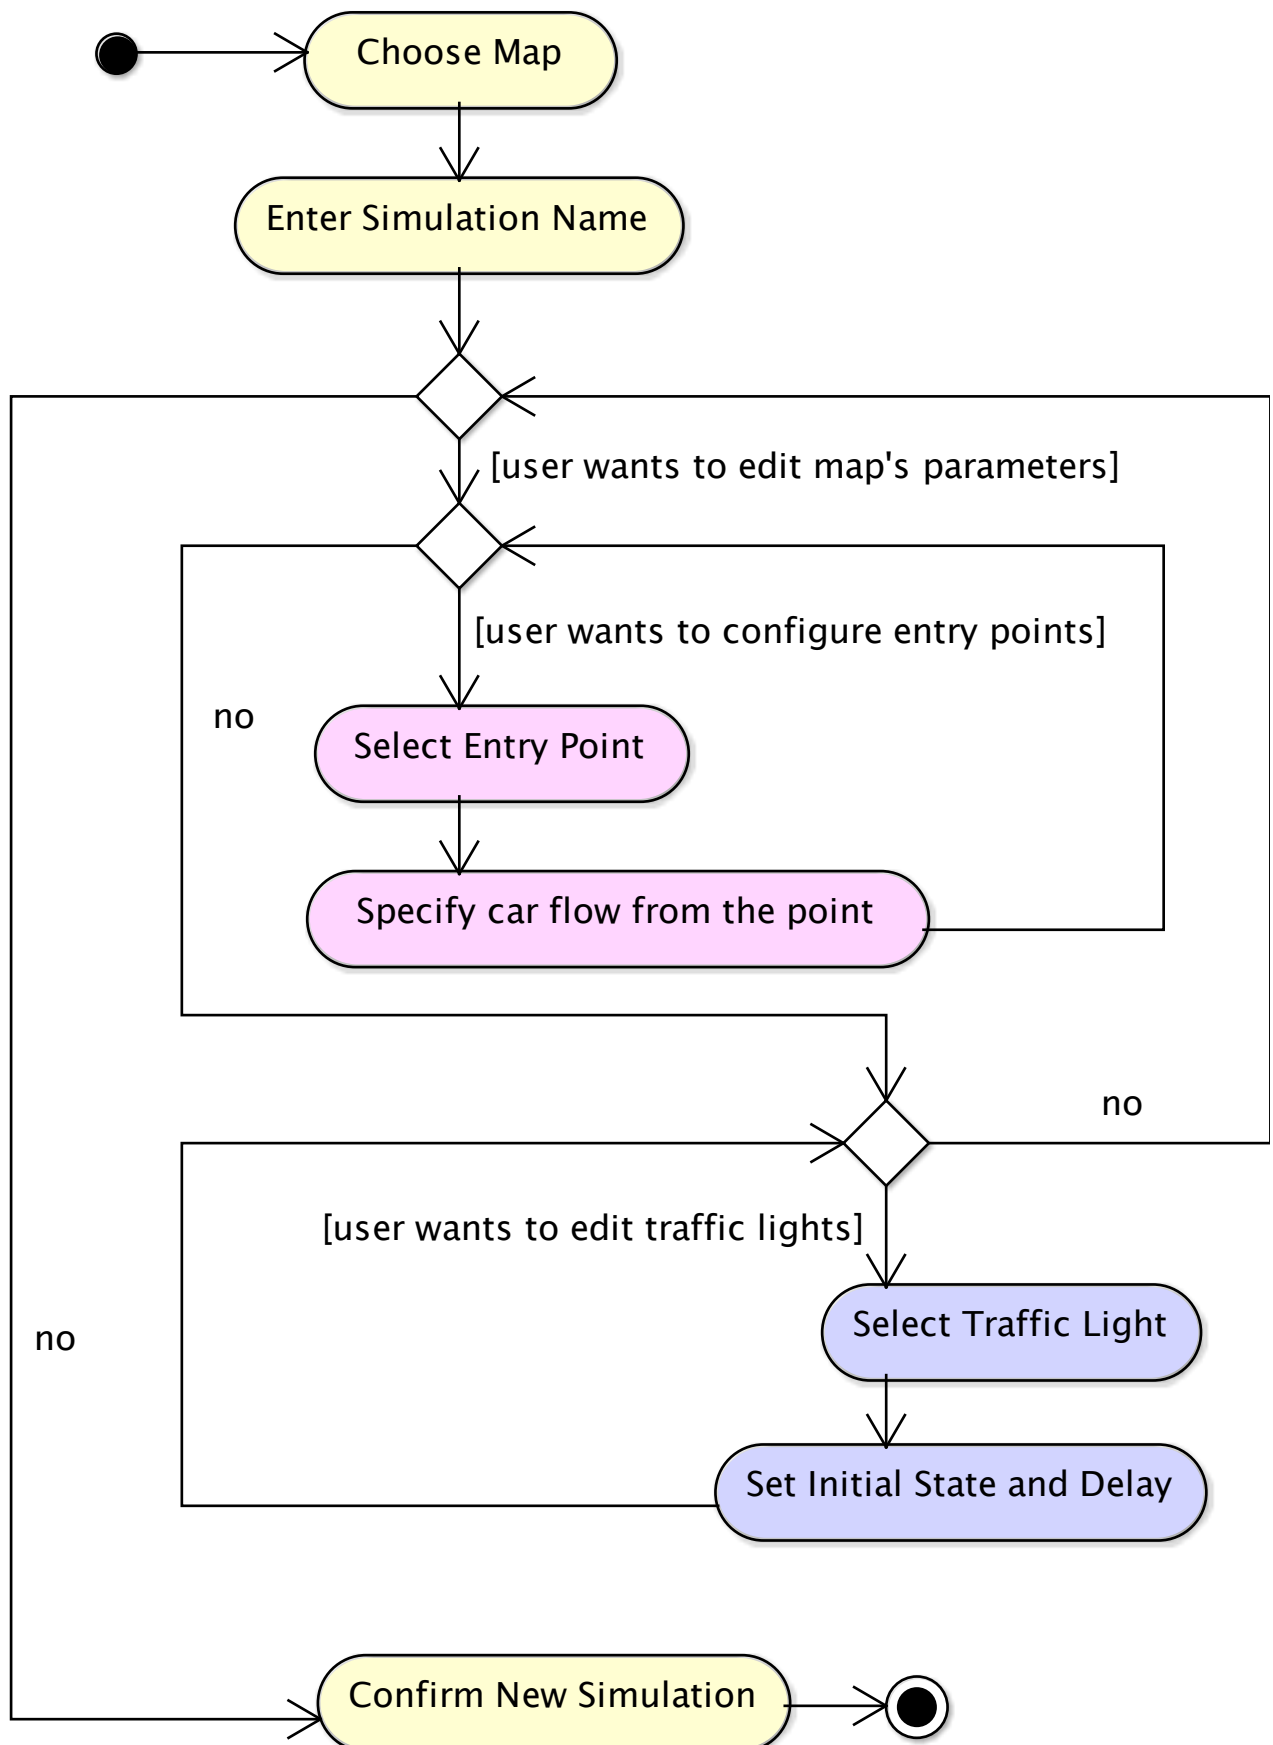 Choose Map
Enter Simulation Name
[user wants to edit map's parameters]
[user wants to configure entry points]
no
Select Entry Point
Specify car flow from the point
no
[user wants to edit traffic lights]
Select Traffic Light
no
Set Initial State and Delay
Confirm New Simulation